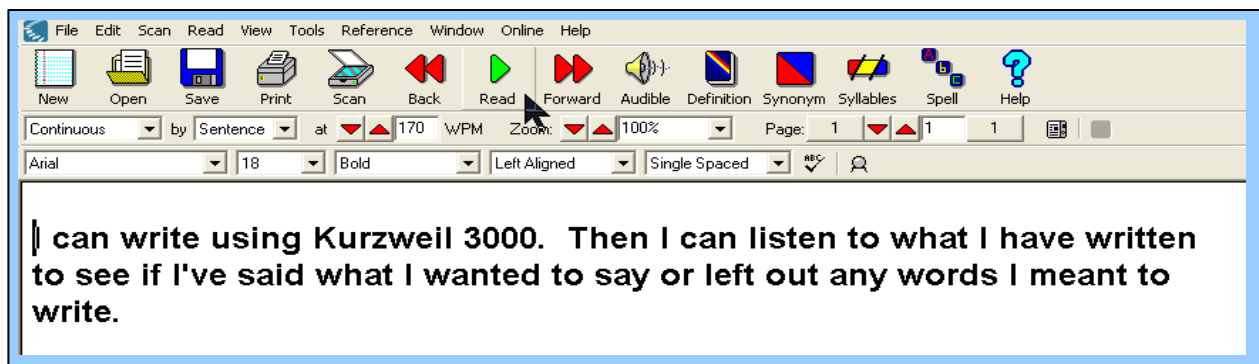 File Edit Scan Read View Tools Reference Window Online Help
New Open Save Print Scan Back Read Forward Audible Definition Synonym Syllables Spell Help
Continuous by Sentence at 170 WPM Zoom: 100% Page: 1 1 1
Arial 18 Bold Left Aligned Single Spaced ABC
I can write using Kurzweil 3000. Then I can listen to what I have written
to see if I've said what I wanted to say or left out any words I meant to
write.